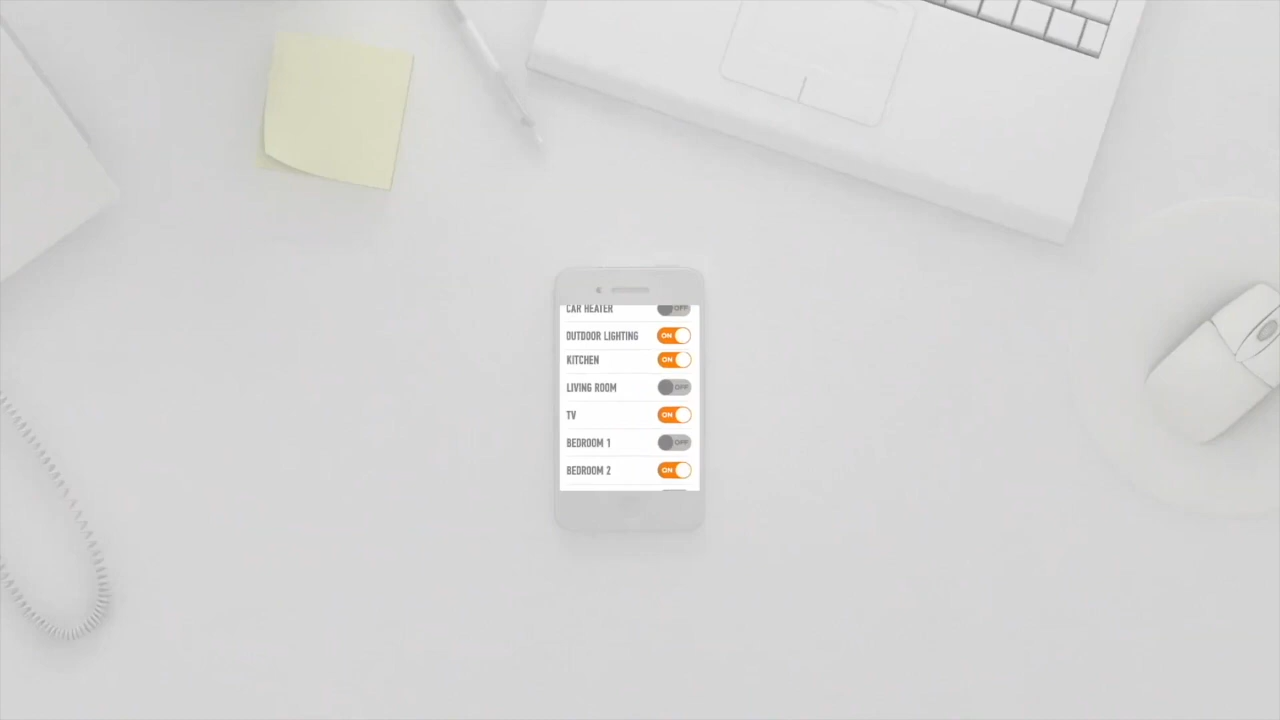 CAR HEATER OFF
OUTDOOR LIGHTING ON
KITCHEN ON
LIVING ROOM OFF
TV ON
BEDROOM 1 OFF
BEDROOM 2 ON